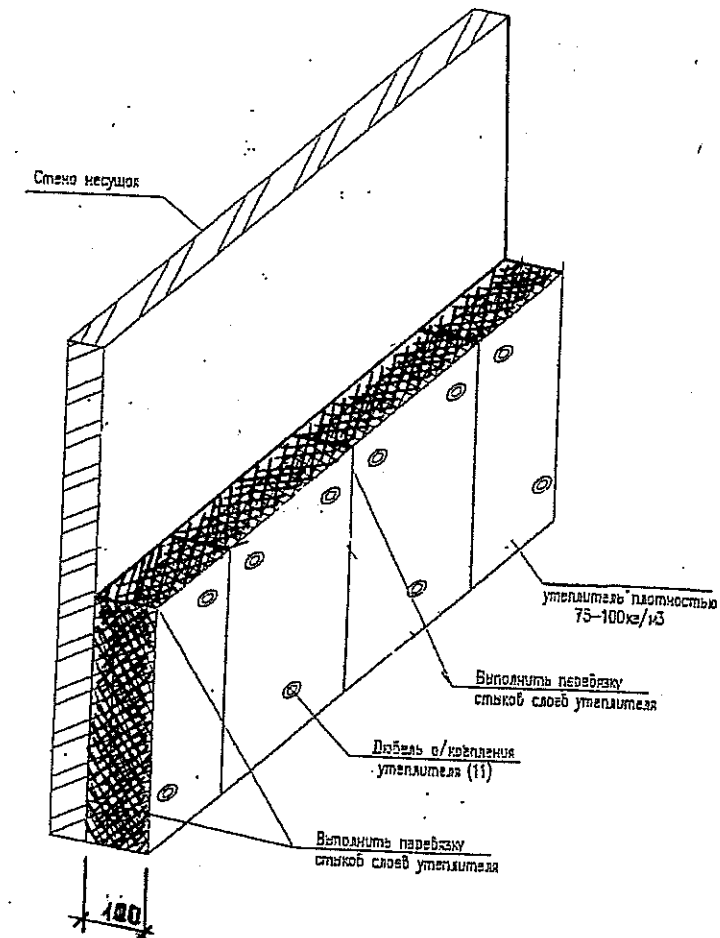 Стена несущая
утеплитель плотностью
75-100кг/м3
Выполнить перевязку
стыков слоев утеплителя
Дюбель д/крепления
утеплителя (11)
Выполнить перевязку
стыков слоев утеплителя